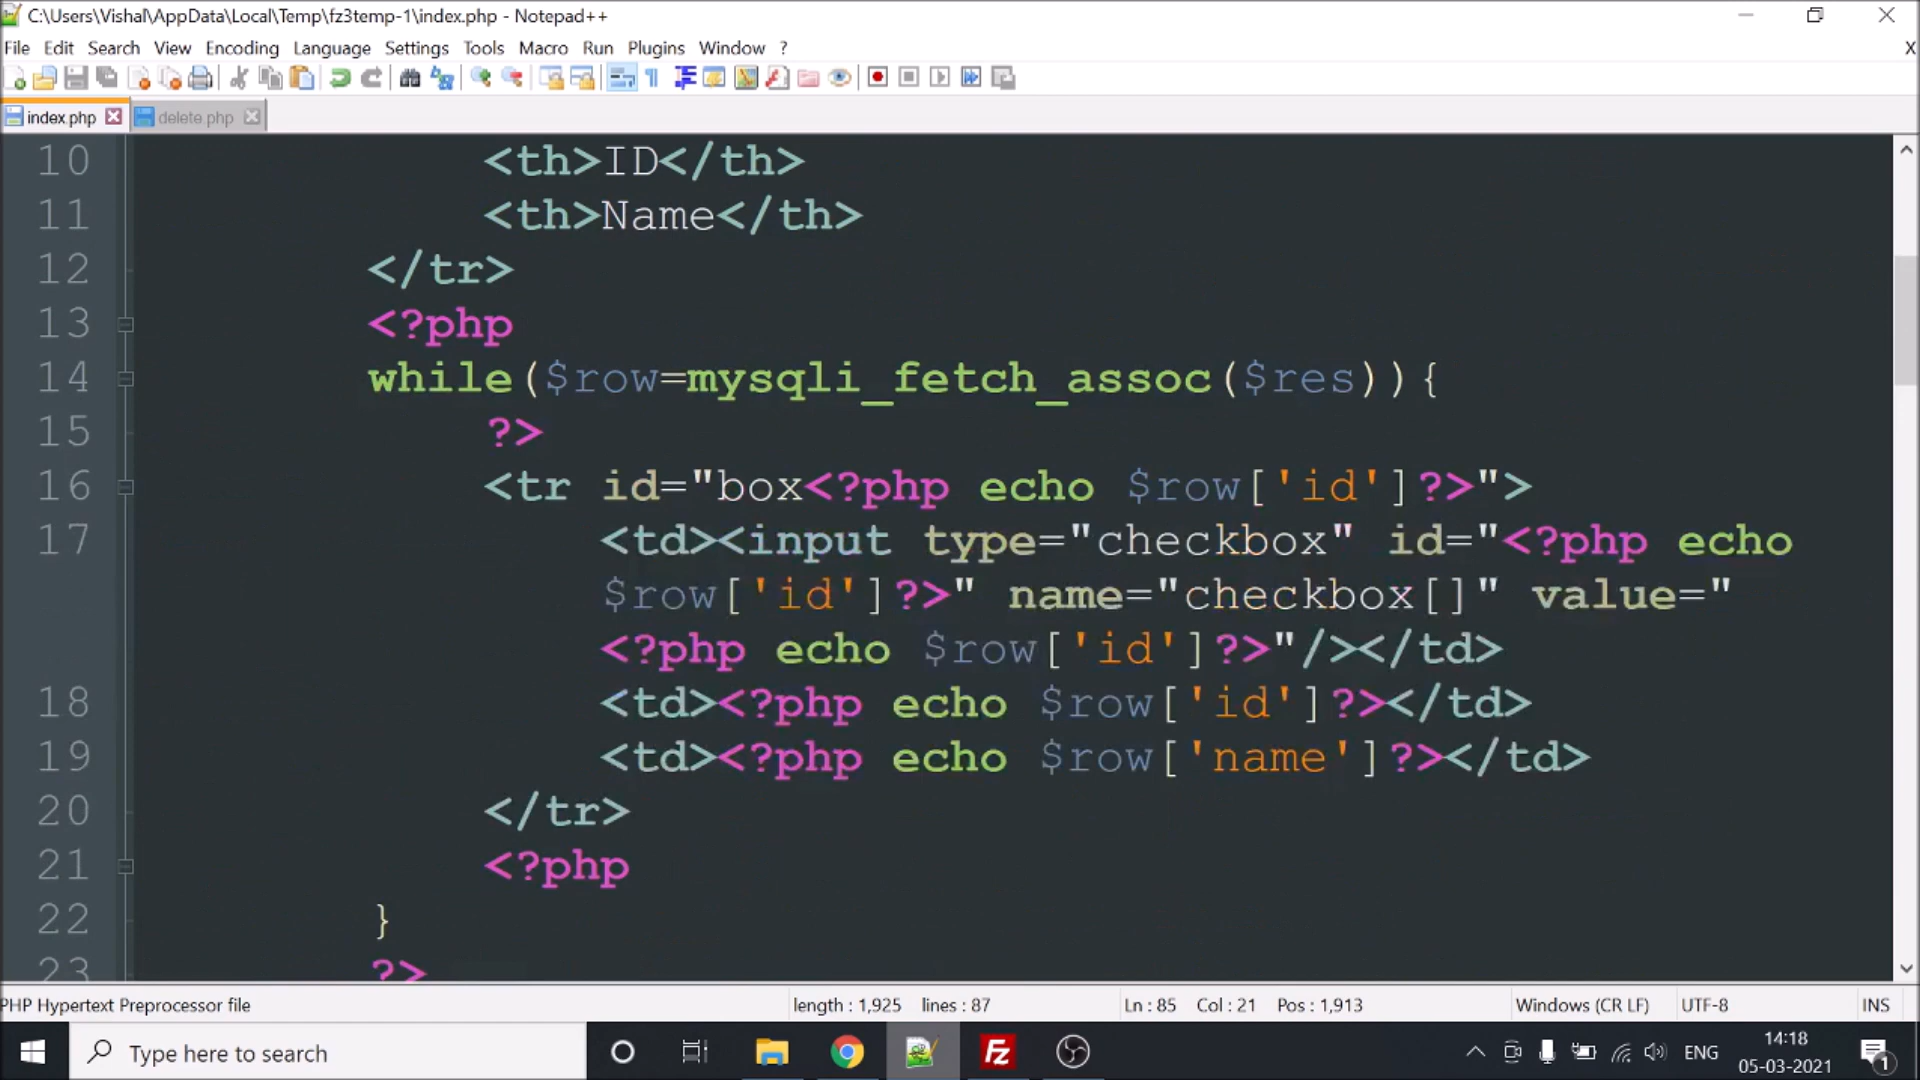 C:\Users\Vishal\AppData\Local\Temp\fz3temp-1\index.php - Notepad++
File Edit Search View Encoding Language Settings Tools Macro Run Plugins Window ? X
index.php delete.php
10 <th>ID</th>
11 <th>Name</th>
12 </tr>
13 <?php
14 while($row=mysqli_fetch_assoc($res)){
15 ?>
16 <tr id="box<?php echo $row['id']?>">
17 <td><input type="checkbox" id="<?php echo
$row['id']?>" name="checkbox[]" value="
<?php echo $row['id']?>"/></td>
18 <td><?php echo $row['id']?></td>
19 <td><?php echo $row['name']?></td>
20 </tr>
21 <?php
22 }
23 ?>
PHP Hypertext Preprocessor file length : 1,925 lines : 87 Ln : 85 Col : 21 Pos : 1,913 Windows (CR LF) UTF-8 INS
Type here to search ENG 14:18
05-03-2021 1